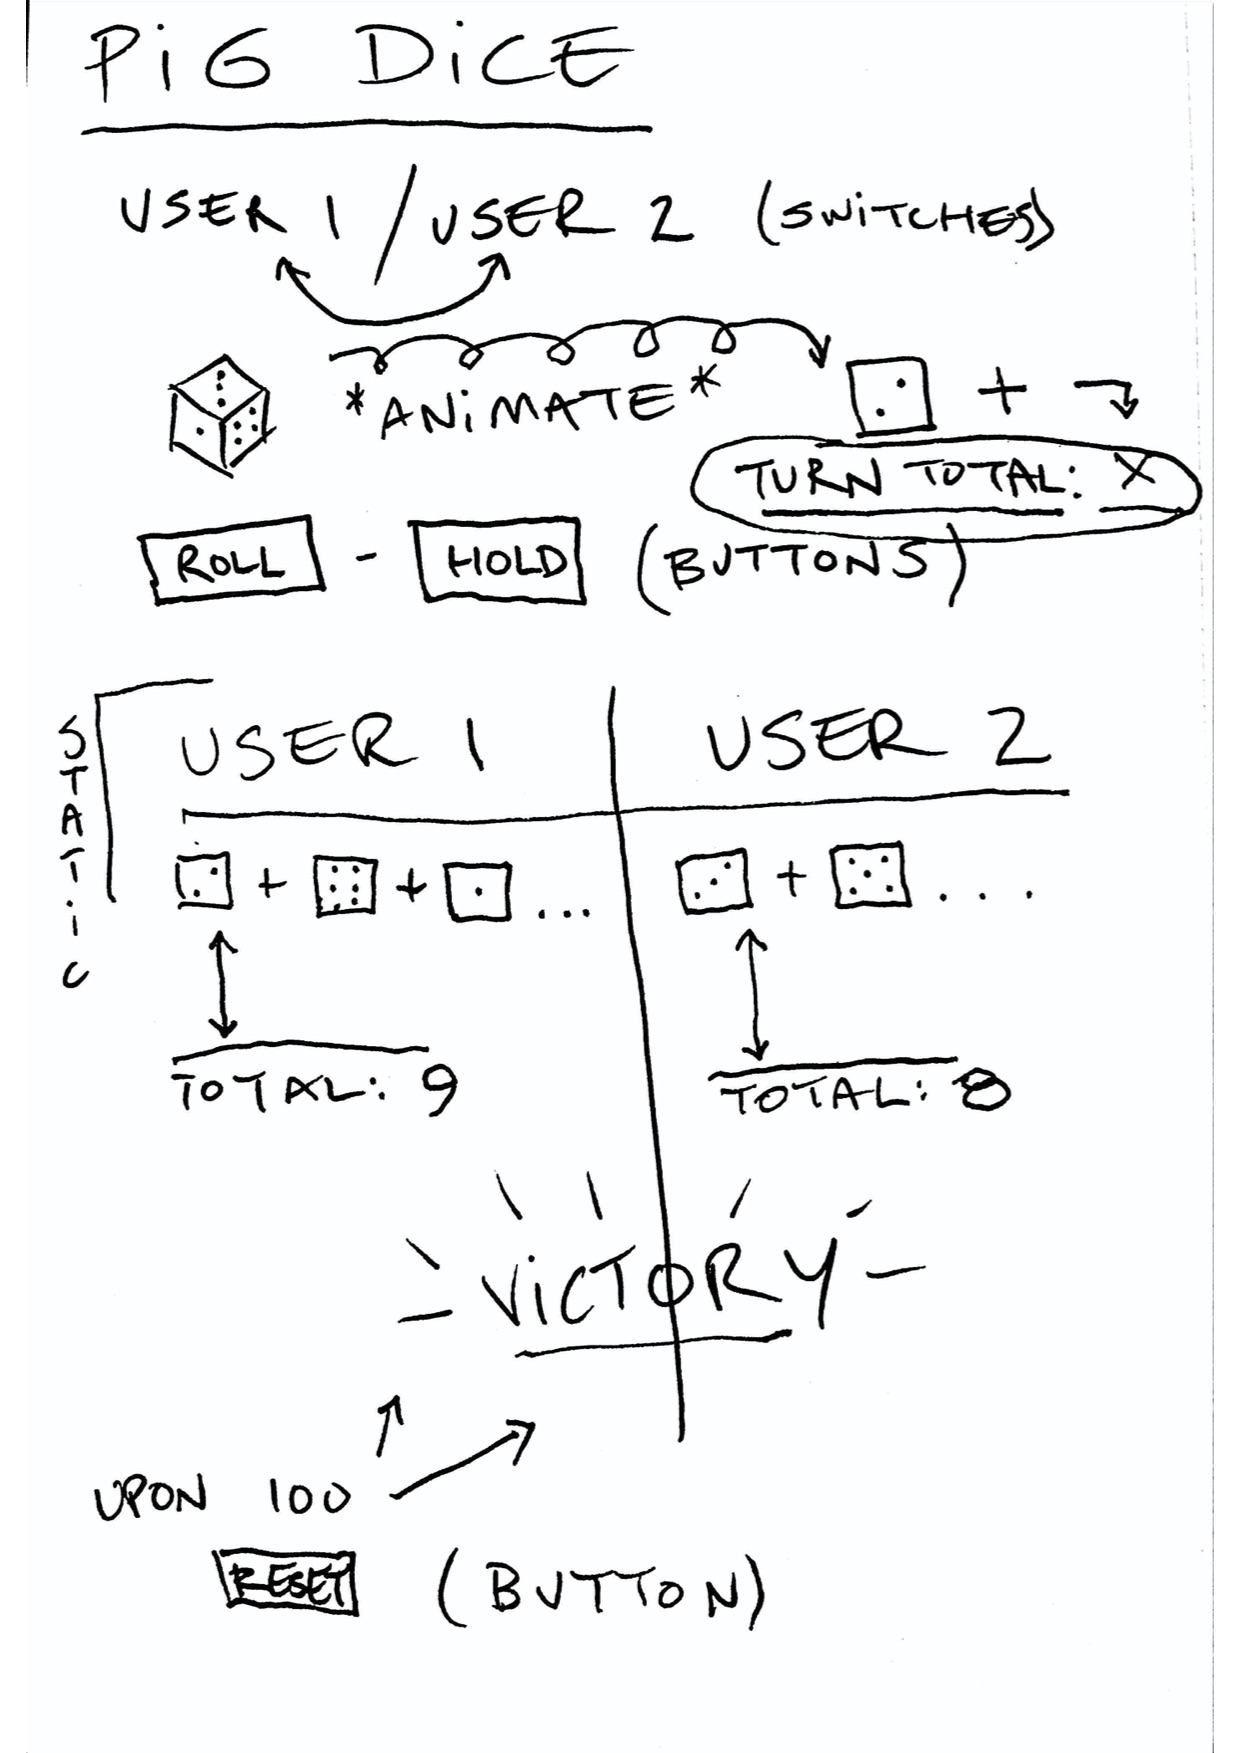 PiG DiCE
USER 1 / USER 2 (SWiTCHES)
*ANiMATE*
+
TURN TOTAL: X
ROLL - HOLD (BUTTONS)
STATiC
USER 1
USER 2
+ + ...
+ ....
TOTAL: 9
TOTAL: 8
ViCTORY
UPON 100
RESET (BUTTON)